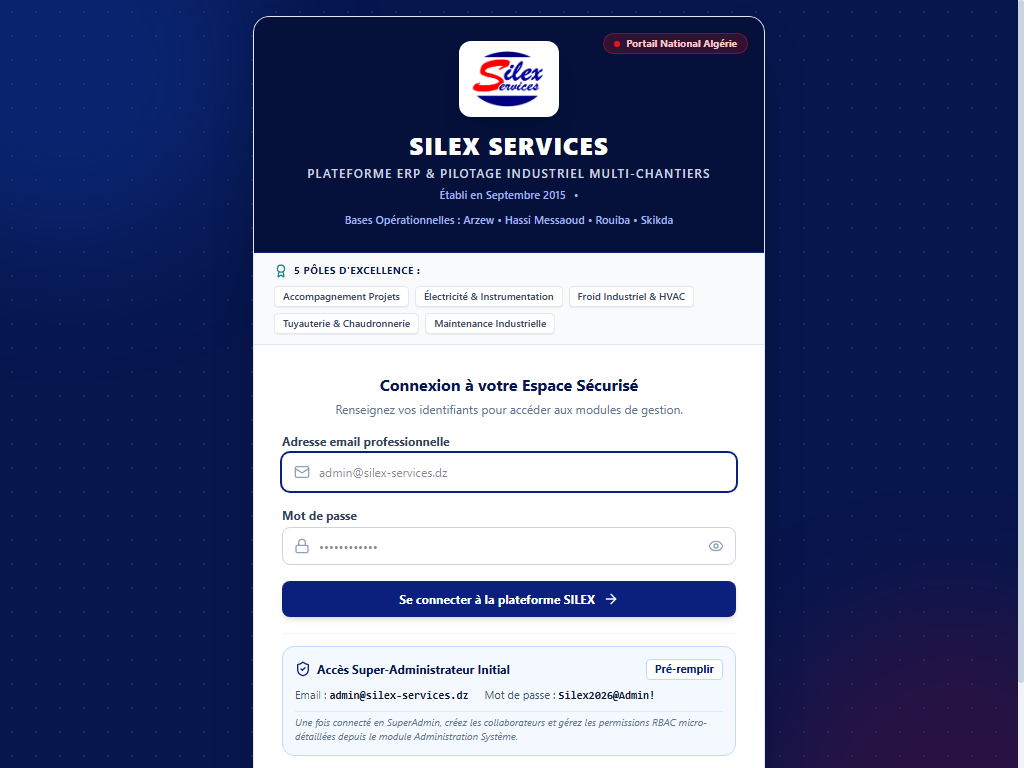 Portail National Algérie
Silex
Services
SILEX SERVICES
PLATEFORME ERP & PILOTAGE INDUSTRIEL MULTI-CHANTIERS
Établi en Septembre 2015 •
Bases Opérationnelles : Arzew • Hassi Messaoud • Rouiba • Skikda
5 PÔLES D'EXCELLENCE :
Accompagnement Projets Électricité & Instrumentation Froid Industriel & HVAC
Tuyauterie & Chaudronnerie Maintenance Industrielle
Connexion à votre Espace Sécurisé
Renseignez vos identifiants pour accéder aux modules de gestion.
Adresse email professionnelle
admin@silex-services.dz
Mot de passe
••••••••••••
Se connecter à la plateforme SILEX →
Accès Super-Administrateur Initial Pré-remplir
Email : admin@silex-services.dz Mot de passe : Silex2026@Admin!
Une fois connecté en SuperAdmin, créez les collaborateurs et gérez les permissions RBAC micro-
détaillées depuis le module Administration Système.